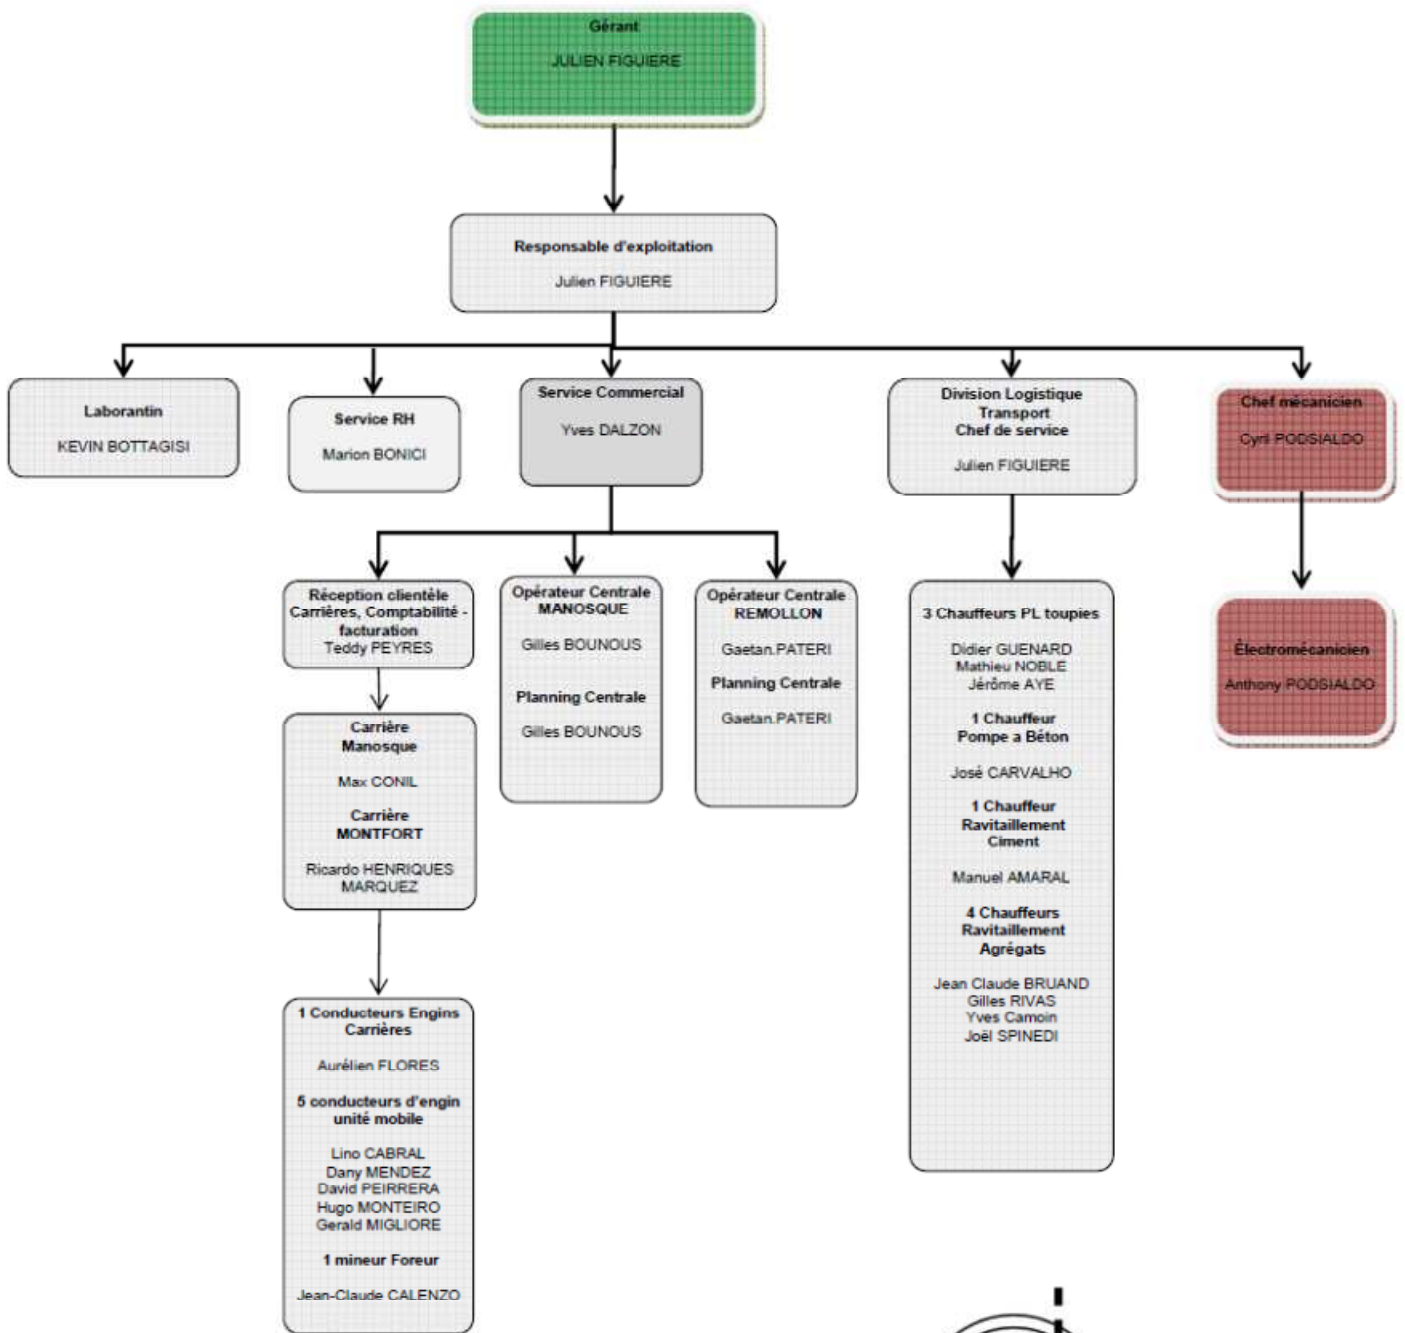 Gérant
JULIEN FIGUIERE
Responsable d'exploitation
Julien FIGUIERE
Laborantin
KEVIN BOTTAGISI
Service RH
Marion BONICI
Service Commercial
Yves DALZON
Division Logistique
Transport
Chef de service
Julien FIGUIERE
Chef mécanicien
Cyril PODSIALDO
Réception clientèle
Carrières, Comptabilité -
facturation
Teddy PEYRES
Opérateur Centrale
MANOSQUE
Gilles BOUNOUS
Planning Centrale
Gilles BOUNOUS
Opérateur Centrale
REMOLLON
Gaetan.PATERI
Planning Centrale
Gaetan.PATERI
3 Chauffeurs PL toupies
Didier GUENARD
Mathieu NOBLE
Jérôme AYE
1 Chauffeur
Pompe a Béton
José CARVALHO
1 Chauffeur
Ravitaillement
Ciment
Manuel AMARAL
4 Chauffeurs
Ravitaillement
Agrégats
Jean Claude BRUAND
Gilles RIVAS
Yves Camoin
Joël SPINEDI
Électromécanicien
Anthony PODSIALDO
Carrière
Manosque
Max CONIL
Carrière
MONTFORT
Ricardo HENRIQUES
MARQUEZ
1 Conducteurs Engins
Carrières
Aurélien FLORES
5 conducteurs d'engin
unité mobile
Lino CABRAL
Dany MENDEZ
David PEIRRERA
Hugo MONTEIRO
Gerald MIGLIORE
1 mineur Foreur
Jean-Claude CALENZO